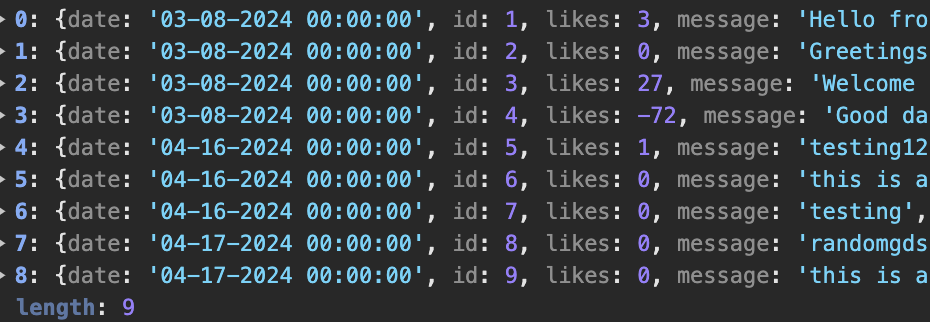 0: {date: '03-08-2024 00:00:00', id: 1, likes: 3, message: 'Hello fro
1: {date: '03-08-2024 00:00:00', id: 2, likes: 0, message: 'Greetings
2: {date: '03-08-2024 00:00:00', id: 3, likes: 27, message: 'Welcome
3: {date: '03-08-2024 00:00:00', id: 4, likes: -72, message: 'Good da
4: {date: '04-16-2024 00:00:00', id: 5, likes: 1, message: 'testing12
5: {date: '04-16-2024 00:00:00', id: 6, likes: 0, message: 'this is a
6: {date: '04-16-2024 00:00:00', id: 7, likes: 0, message: 'testing',
7: {date: '04-17-2024 00:00:00', id: 8, likes: 0, message: 'randomgds
8: {date: '04-17-2024 00:00:00', id: 9, likes: 0, message: 'this is a
length: 9